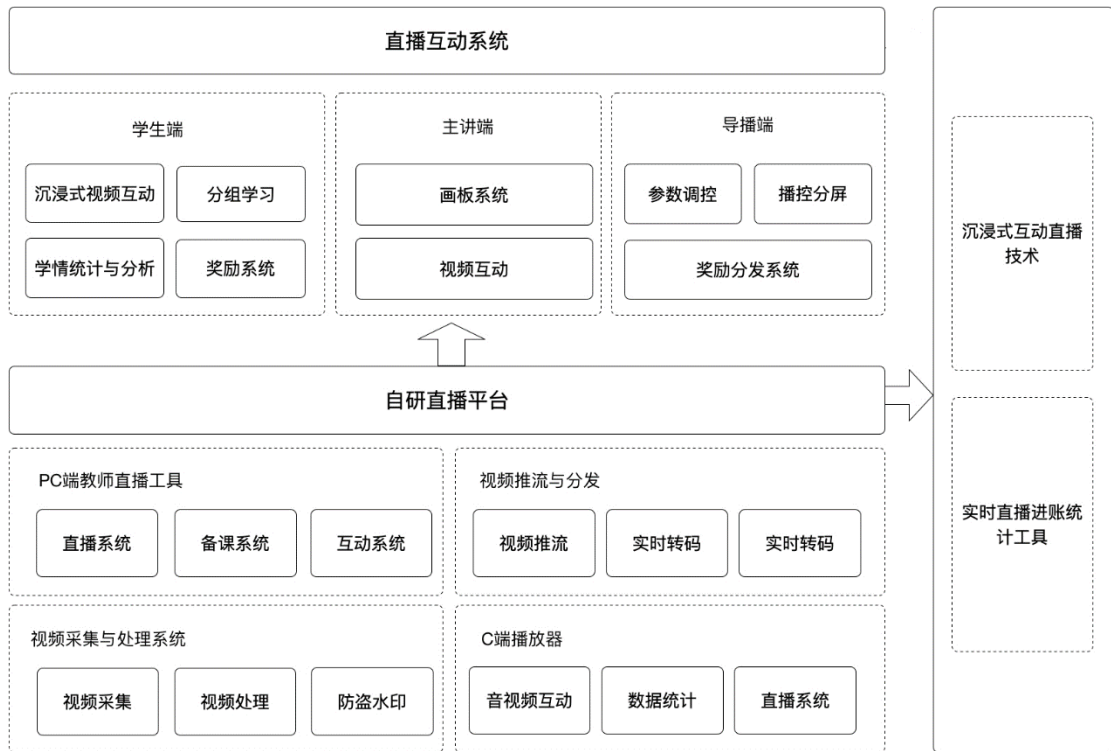 直播互动系统
学生端
沉浸式视频互动
分组学习
学情统计与分析
奖励系统
主讲端
画板系统
视频互动
导播端
参数调控
播控分屏
奖励分发系统
自研直播平台
PC端教师直播工具
直播系统
备课系统
互动系统
视频推流与分发
视频推流
实时转码
实时转码
视频采集与处理系统
视频采集
视频处理
防盗水印
C端播放器
音视频互动
数据统计
直播系统
沉浸式互动直播
技术
实时直播进账统
计工具